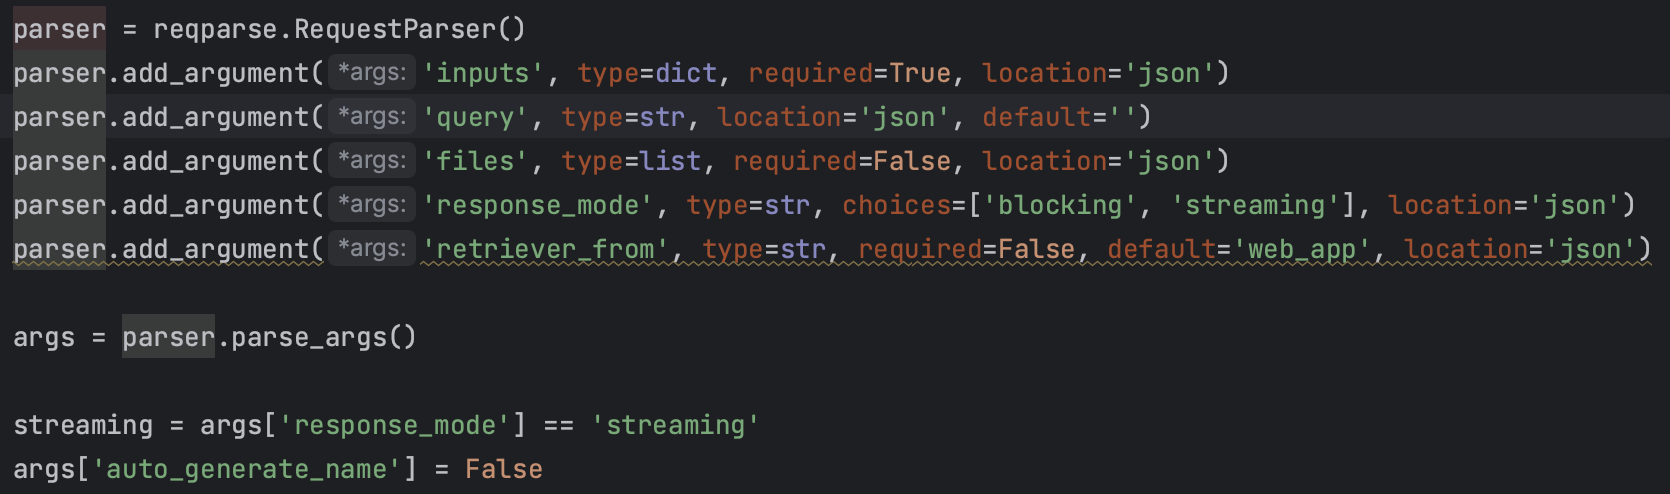 parser = reqparse.RequestParser()
parser.add_argument( *args: 'inputs', type=dict, required=True, location='json')
parser.add_argument( *args: 'query', type=str, location='json', default='')
parser.add_argument( *args: 'files', type=list, required=False, location='json')
parser.add_argument( *args: 'response_mode', type=str, choices=['blocking', 'streaming'], location='json')
parser.add_argument( *args: 'retriever_from', type=str, required=False, default='web_app', location='json')
args = parser.parse_args()
streaming = args['response_mode'] == 'streaming'
args['auto_generate_name'] = False